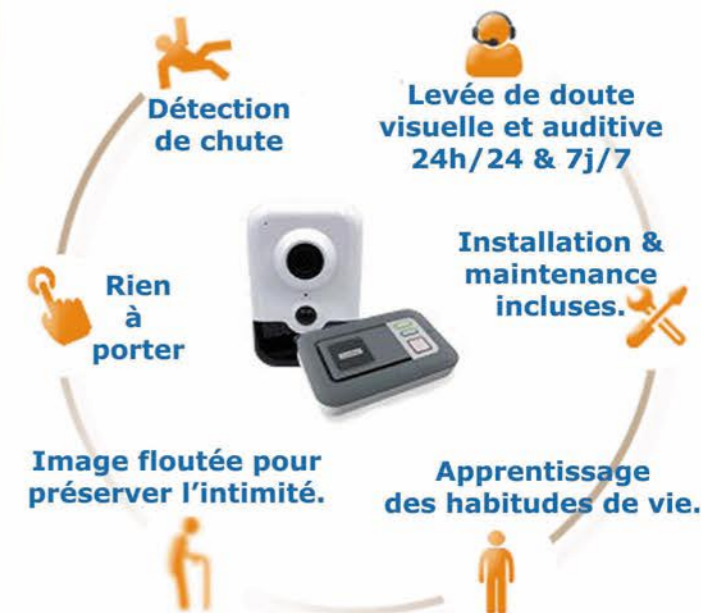 Détection
de chute
Levée de doute
visuelle et auditive
24h/24 & 7j/7
Rien
à
porter
Installation &
maintenance
incluses.
Image floutée pour
préserver l'intimité.
Apprentissage
des habitudes de vie.